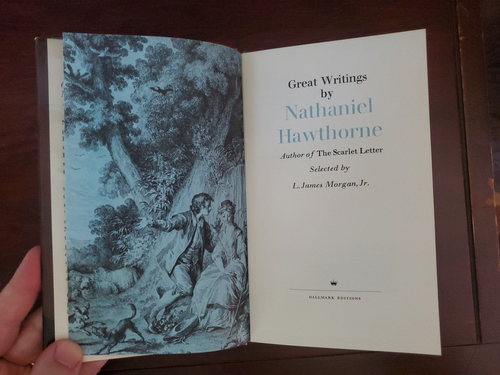 Great Writings
by
Nathaniel
Hawthorne
Author of The Scarlet Letter
Selected by
L. James Morgan, Jr.
HALLMARK EDITIONS